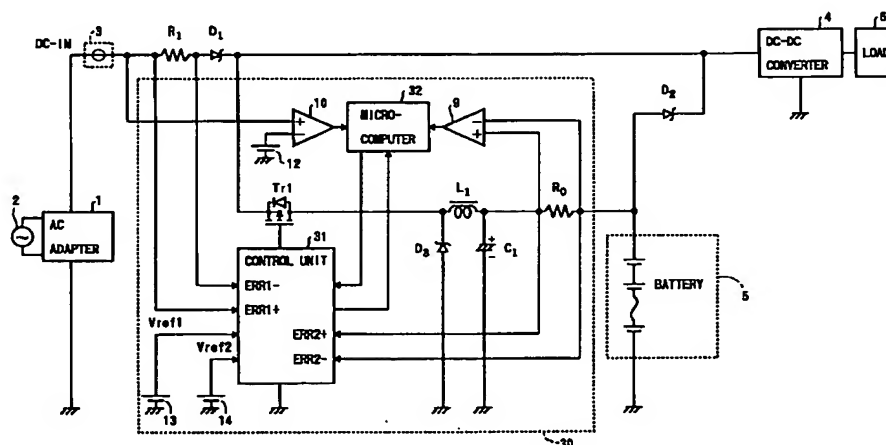 DC-IN
3
R1
D1
4
DC-DC
CONVERTER
LOAD
D2
10
32
MICRO-
COMPUTER
9
12
2
1
AC
ADAPTER
Tr1
L1
R0
31
CONTROL UNIT
ERR1-
ERR1+
ERR2+
ERR2-
D3
C1
BATTERY
5
Vref1
Vref2
13
14
30